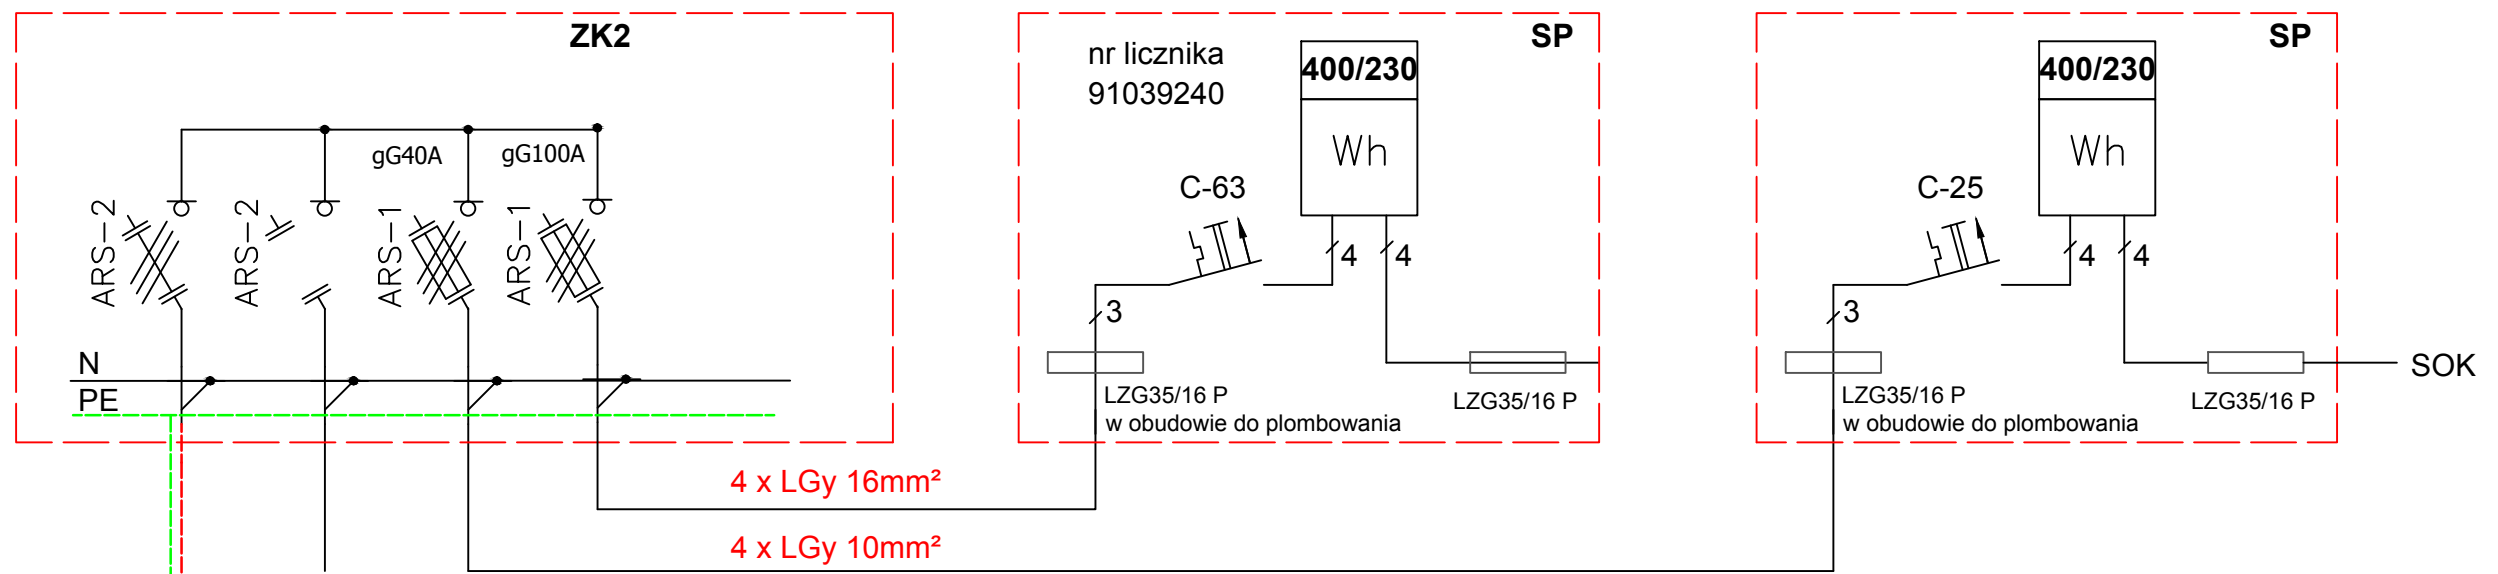 ZK2
gG40A
gG100A
ARS-2
ARS-2
ARS-1
ARS-1
N
PE
SP
nr licznika
91039240
400/230
Wh
C-63
4
4
3
LZG35/16 P
w obudowie do plombowania
LZG35/16 P
SP
400/230
Wh
C-25
4
4
3
LZG35/16 P
w obudowie do plombowania
LZG35/16 P
SOK
4 x LGy 16mm²
4 x LGy 10mm²